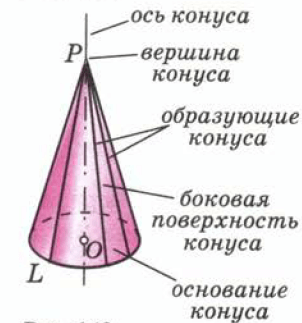 ось конуса
P
вершина
конуса
образующие
конуса
боковая
поверхность
конуса
O
L
основание
конуса